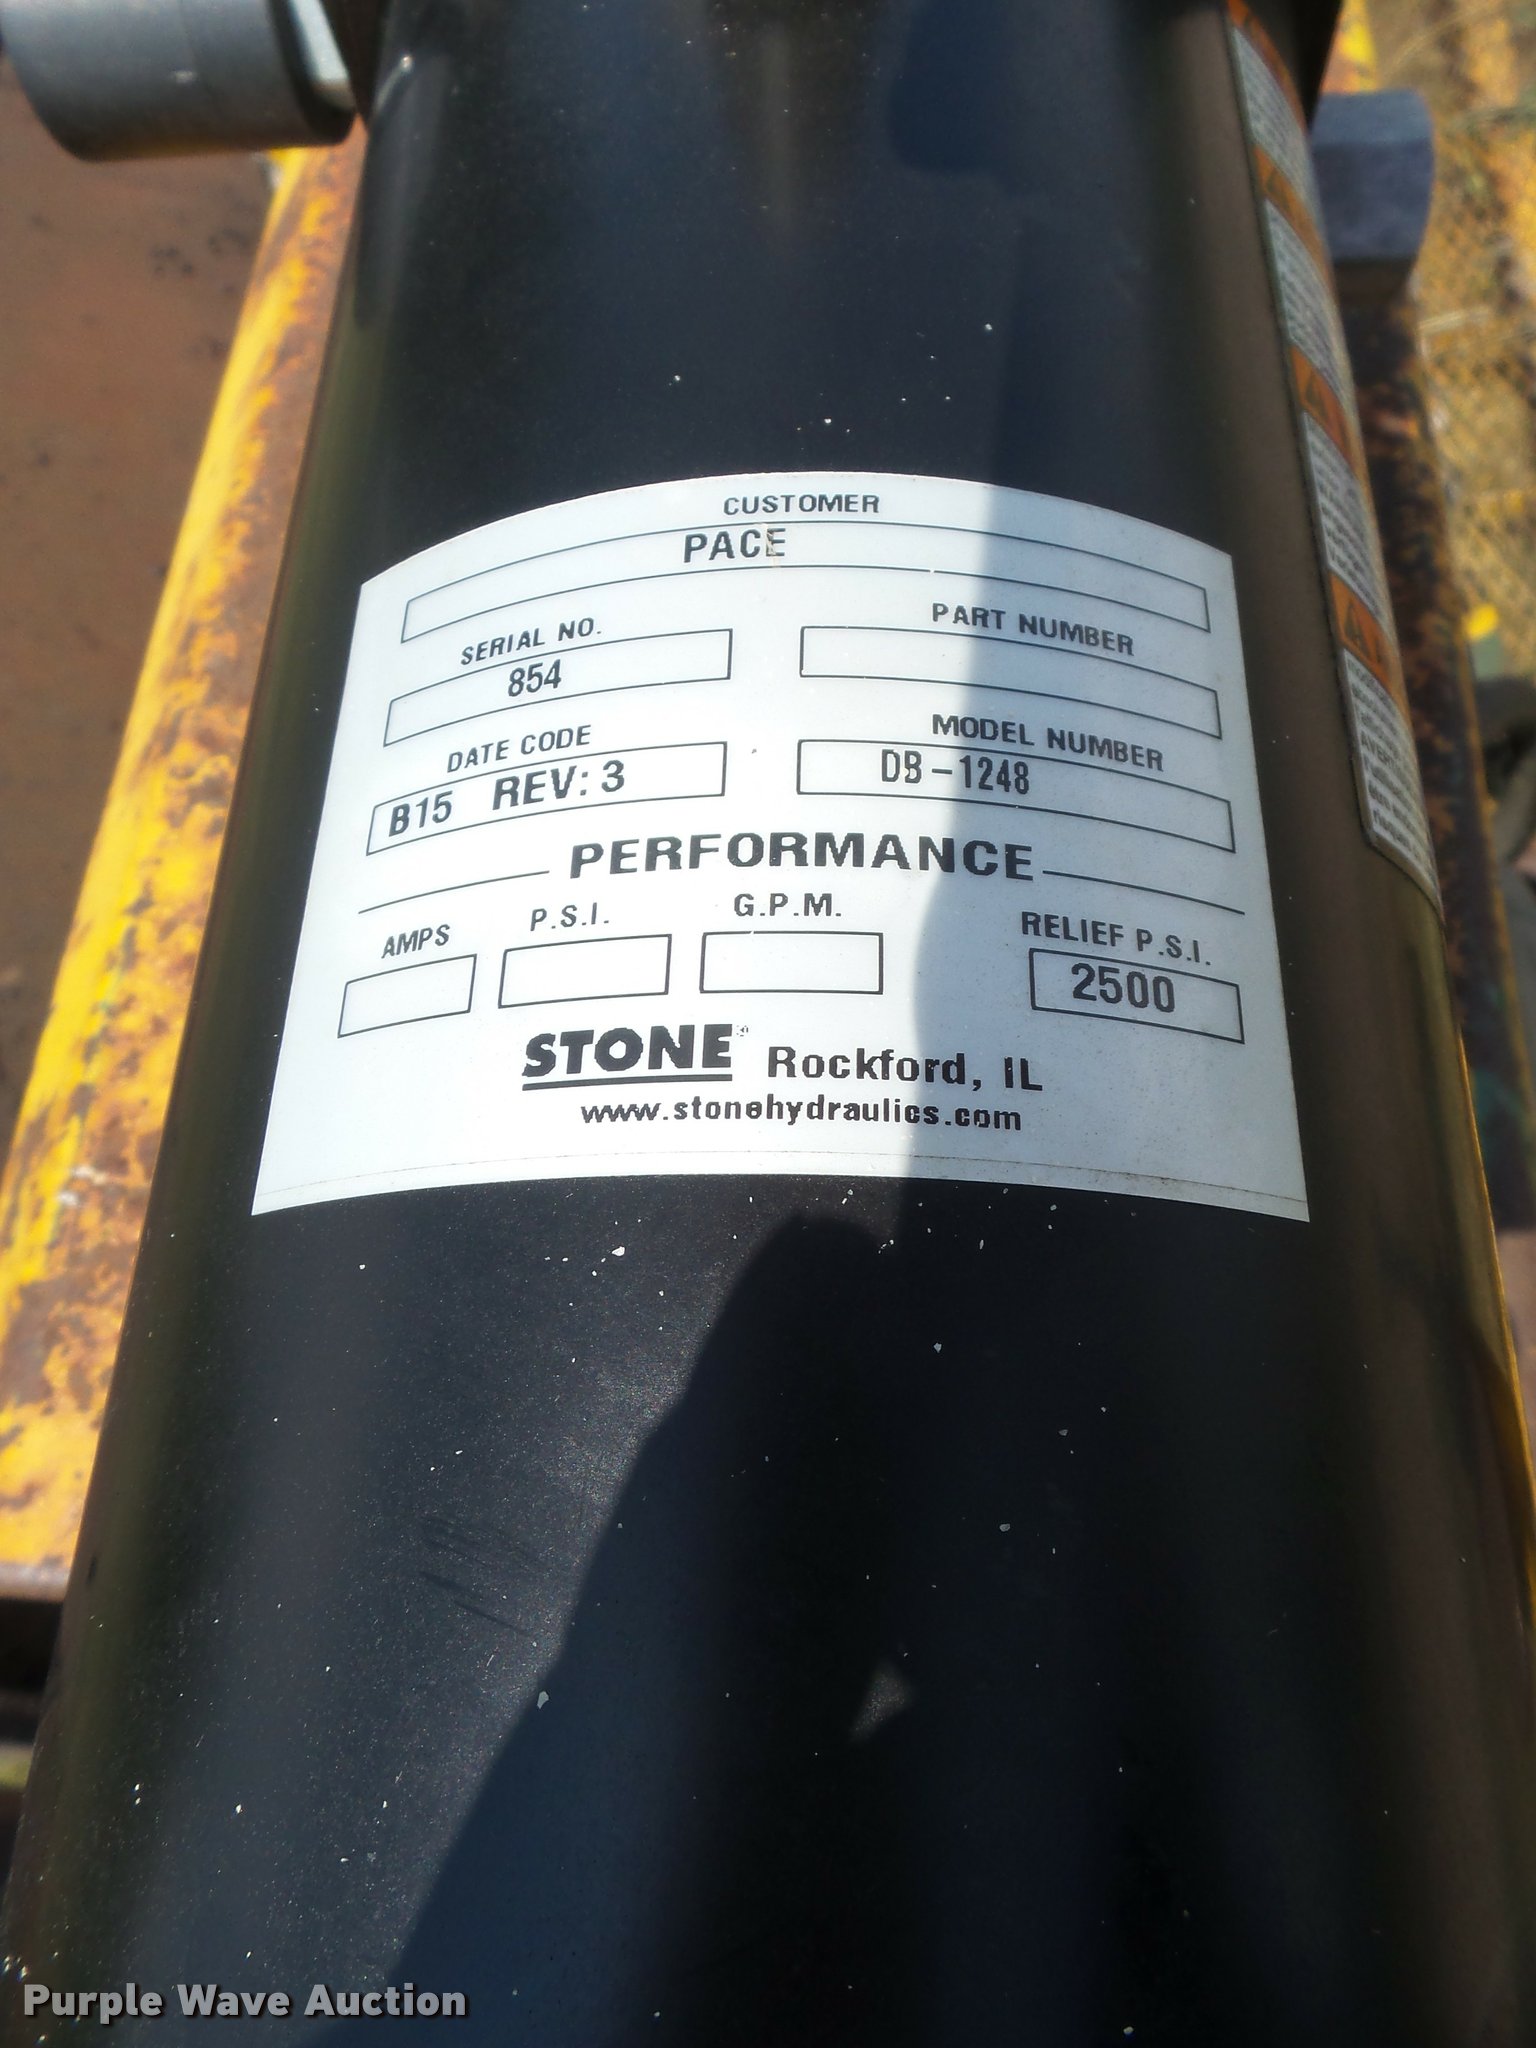 CUSTOMER
PACE
SERIAL NO.
854
PART NUMBER
DATE CODE
B15 REV: 3
MODEL NUMBER
DB-1248
PERFORMANCE
AMPS
P.S.I.
G.P.M.
RELIEF P.S.I.
2500
STONE Rockford, IL
www.stonehydraulics.com
Purple Wave Auction